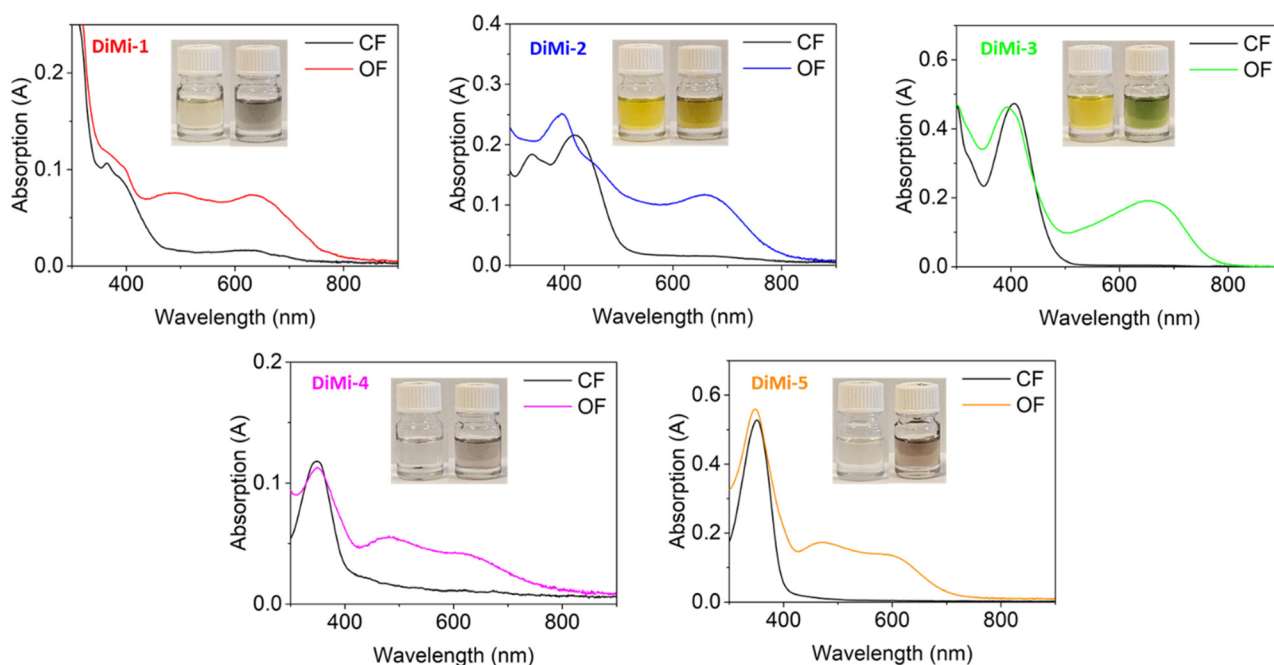 DiMi-1
CF
OF
0.2
0.1
0.0
Absorption (A)
400 600 800
Wavelength (nm)
DiMi-2
CF
OF
0.4
0.3
0.2
0.1
0.0
Absorption (A)
400 600 800
Wavelength (nm)
DiMi-3
CF
OF
0.6
0.4
0.2
0.0
Absorption (A)
400 600 800
Wavelength (nm)
DiMi-4
CF
OF
0.2
0.1
0.0
Absorption (A)
400 600 800
Wavelength (nm)
DiMi-5
CF
OF
0.6
0.4
0.2
0.0
Absorption (A)
400 600 800
Wavelength (nm)